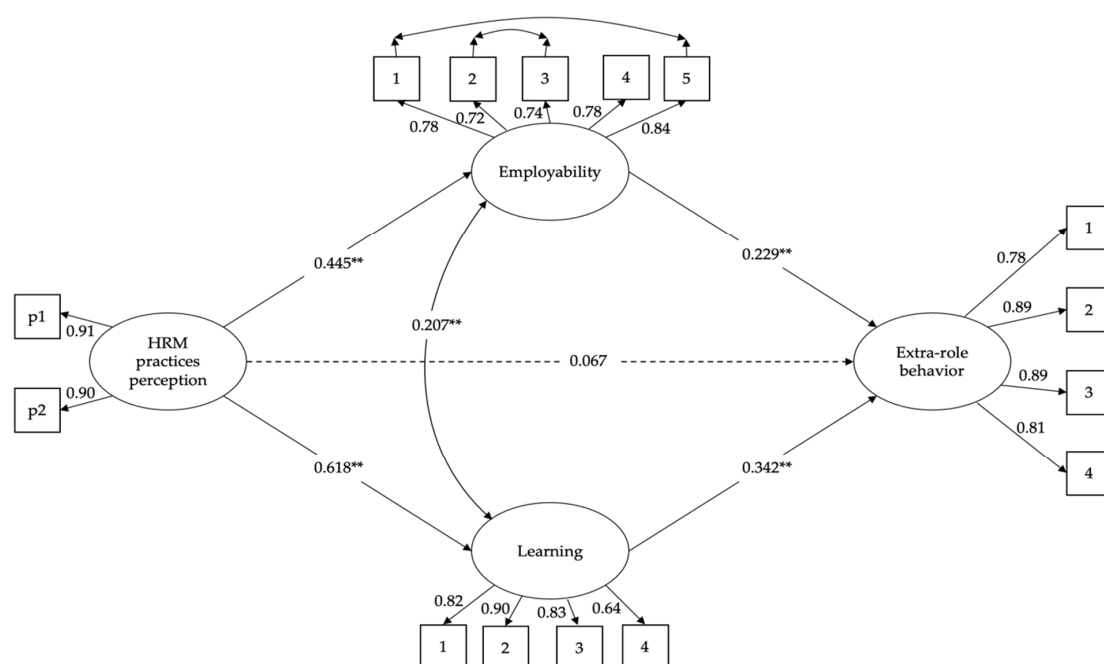 1 2 3 4 5
0.78 0.72 0.74 0.78 0.84
Employability
0.445**
0.229**
0.207**
p1
0.91
p2
0.90
HRM
practices
perception
0.067
Extra-role
behavior
0.78
1
0.89
2
0.89
3
0.81
4
0.618**
0.342**
Learning
0.82 0.90 0.83 0.64
1 2 3 4